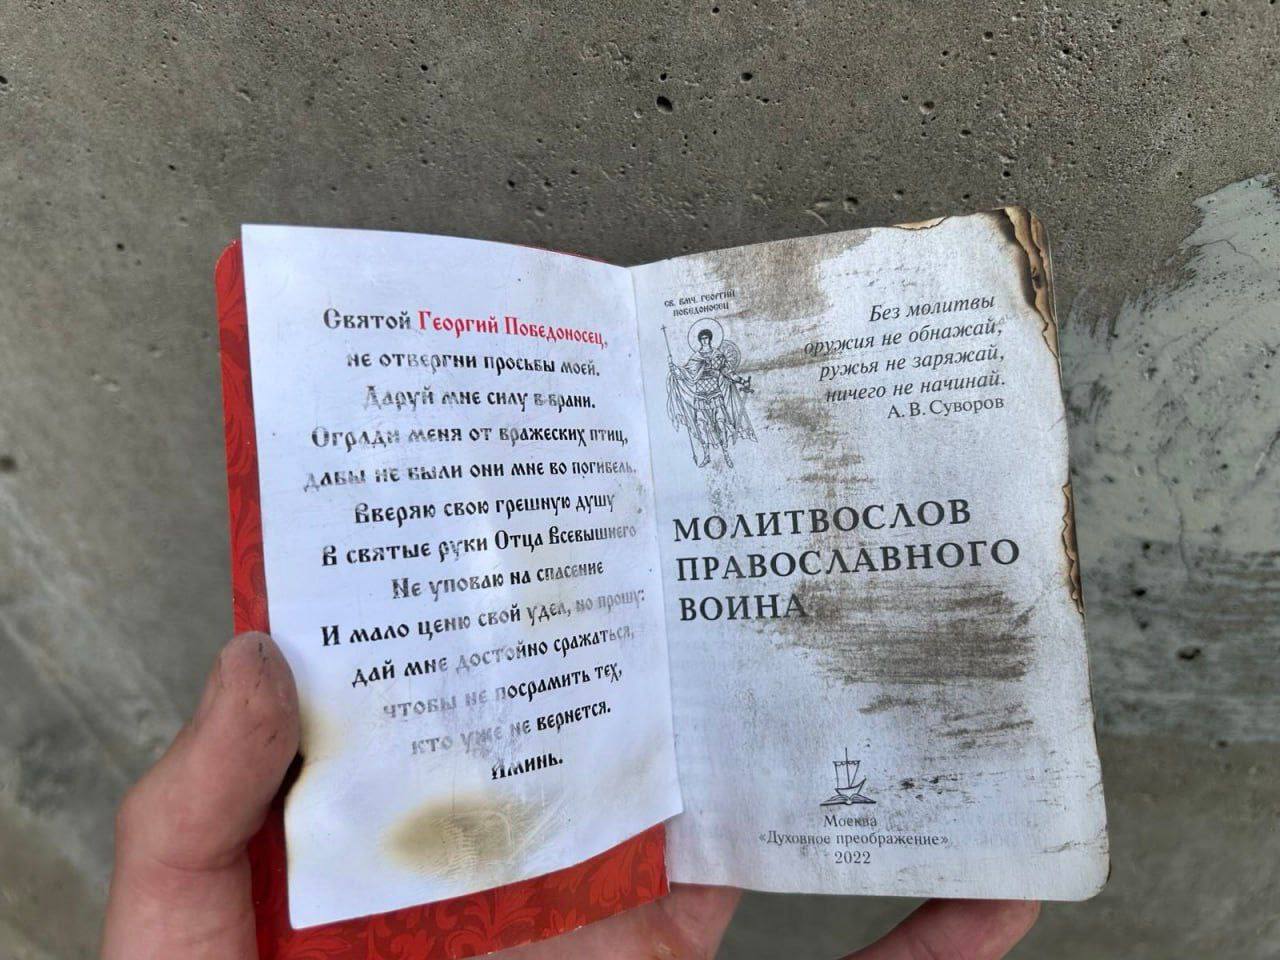 Святой Георгий Победоносец,
не отвергни просьбы моей.
Даруй мне силу в брани.
Огради меня от вражеских птиц,
дабы не были они мне во погибель.
Вверяю свою грешную душу
в святые руки Отца Всевышнего
Не уповаю на спасение
И мало ценю свой удел, но прошу:
дай мне достойно сражаться,
чтобы не посрамить тех,
кто уже не вернется.
Иминь.
СВ. ВМЧ. ГЕОРГИЙ
ПОБЕДОНОСЕЦ
Без молитвы
оружия не обнажай,
ружья не заряжай,
ничего не начинай.
А. В. Суворов
МОЛИТВОСЛОВ
ПРАВОСЛАВНОГО
ВОИНА
Москва
«Духовное преображение»
2022